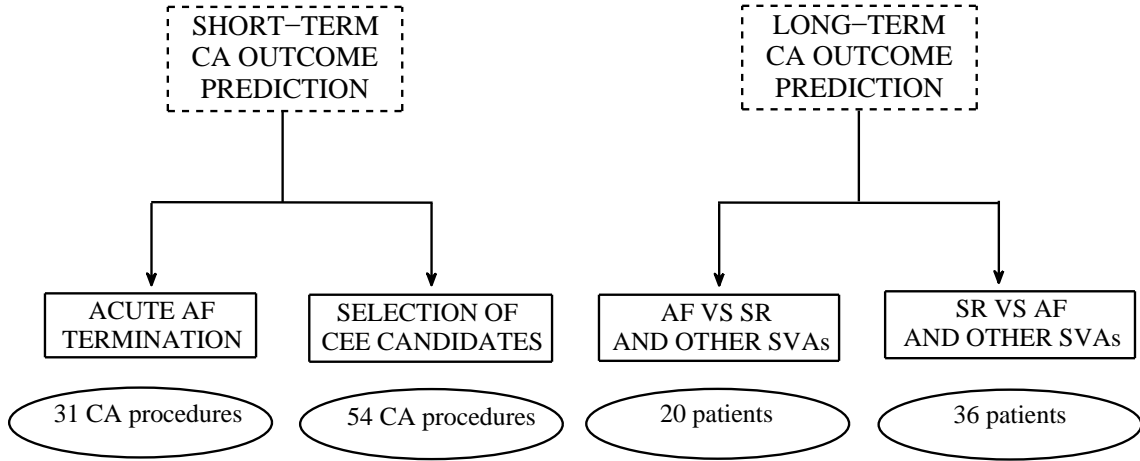 SHORT−TERM
CA OUTCOME
PREDICTION
LONG−TERM
CA OUTCOME
PREDICTION
ACUTE AF
TERMINATION
SELECTION OF
CEE CANDIDATES
AF VS SR
AND OTHER SVAs
SR VS AF
AND OTHER SVAs
31 CA procedures
54 CA procedures
20 patients
36 patients